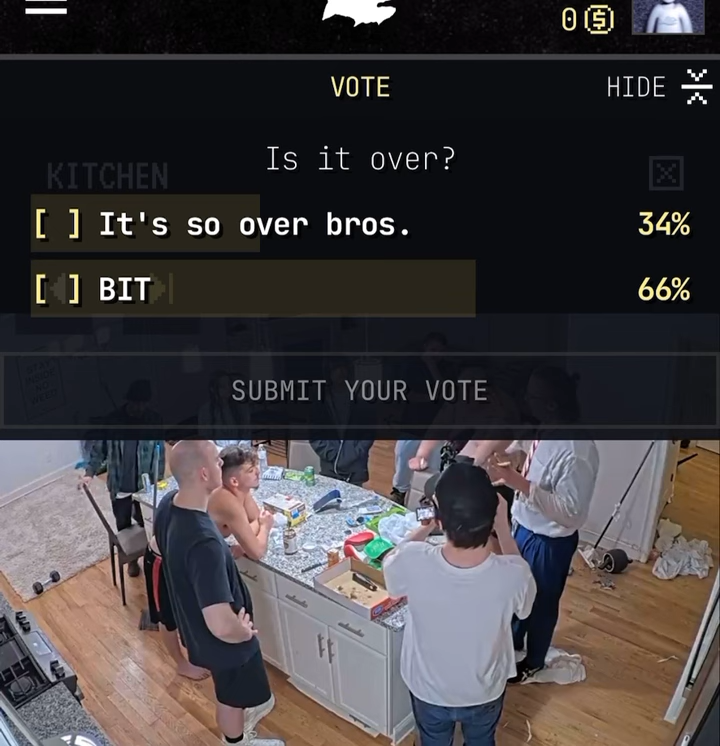 0
VOTE HIDE
Is it over?
KITCHEN
[ ] It's so over bros. 34%
[ ] BIT 66%
SUBMIT YOUR VOTE